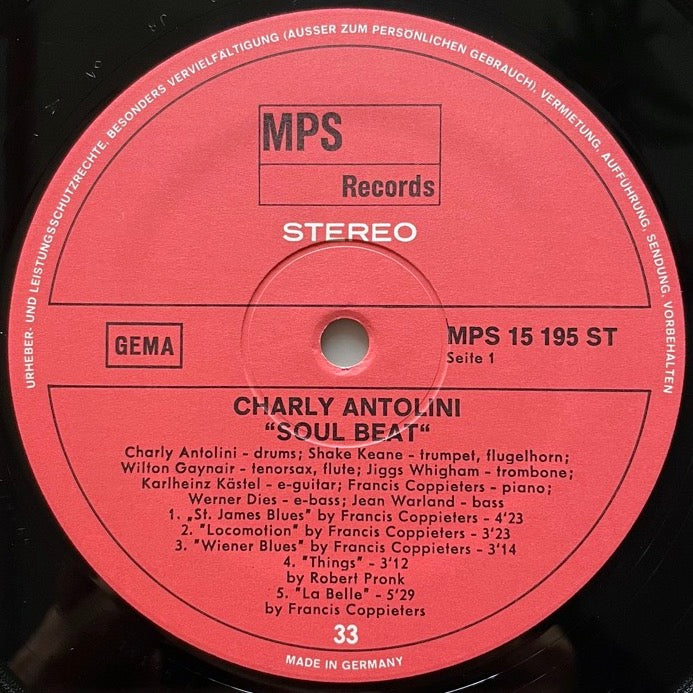 URHEBER- UND LEISTUNGSSCHUTZRECHTE, BESONDERS VERVIELFÄLTIGUNG (AUSSER ZUM PERSÖNLICHEN GEBRAUCH), VERMIETUNG, AUFFÜHRUNG, SENDUNG, VORBEHALTEN
MPS
Records
STEREO
GEMA
MPS 15 195 ST
Seite 1
CHARLY ANTOLINI
“SOUL BEAT“
Charly Antolini - drums; Shake Keane - trumpet, flugelhorn;
Wilton Gaynair - tenorsax, flute; Jiggs Whigham - trombone;
Karlheinz Kästel - e-guitar; Francis Coppieters - piano;
Werner Dies - e-bass; Jean Warland - bass
1. „St. James Blues" by Francis Coppieters - 4'23
2. "Locomotion" by Francis Coppieters - 3'23
3. "Wiener Blues" by Francis Coppieters - 3'14
4. "Things" - 3'12
by Robert Pronk
5. "La Belle" - 5'29
by Francis Coppieters
33
MADE IN GERMANY